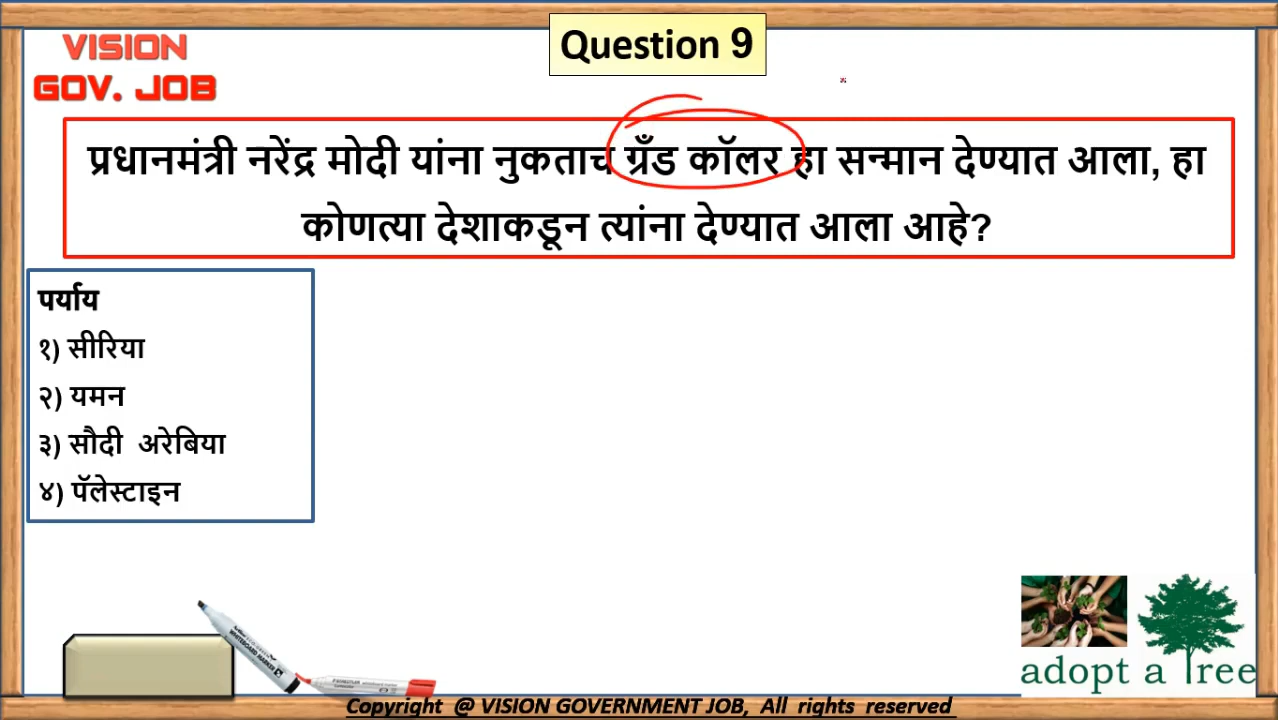 Question 9
VISION
GOV. JOB
प्रधानमंत्री नरेंद्र मोदी यांना नुकताच ग्रँड कॉलर हा सन्मान देण्यात आला, हा
कोणत्या देशाकडून त्यांना देण्यात आला आहे?
पर्याय
१) सीरिया
२) यमन
३) सौदी अरेबिया
४) पॅलेस्टाइन
adopt a Tree
Copyright @ VISION GOVERNMENT JOB, All rights reserved